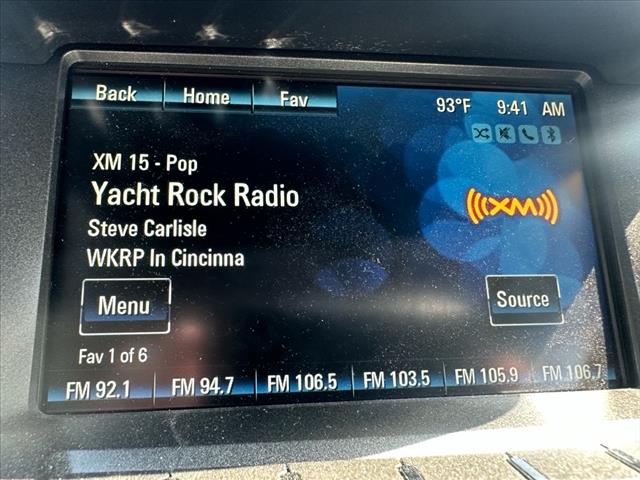 Back Home Fav 93°F 9:41 AM
XM 15 - Pop
Yacht Rock Radio
((XM))
Steve Carlisle
WKRP In Cincinna
Menu Source
Fav 1 of 6
FM 92.1 FM 94.7 FM 106.5 FM 103.5 FM 105.9 FM 106.7